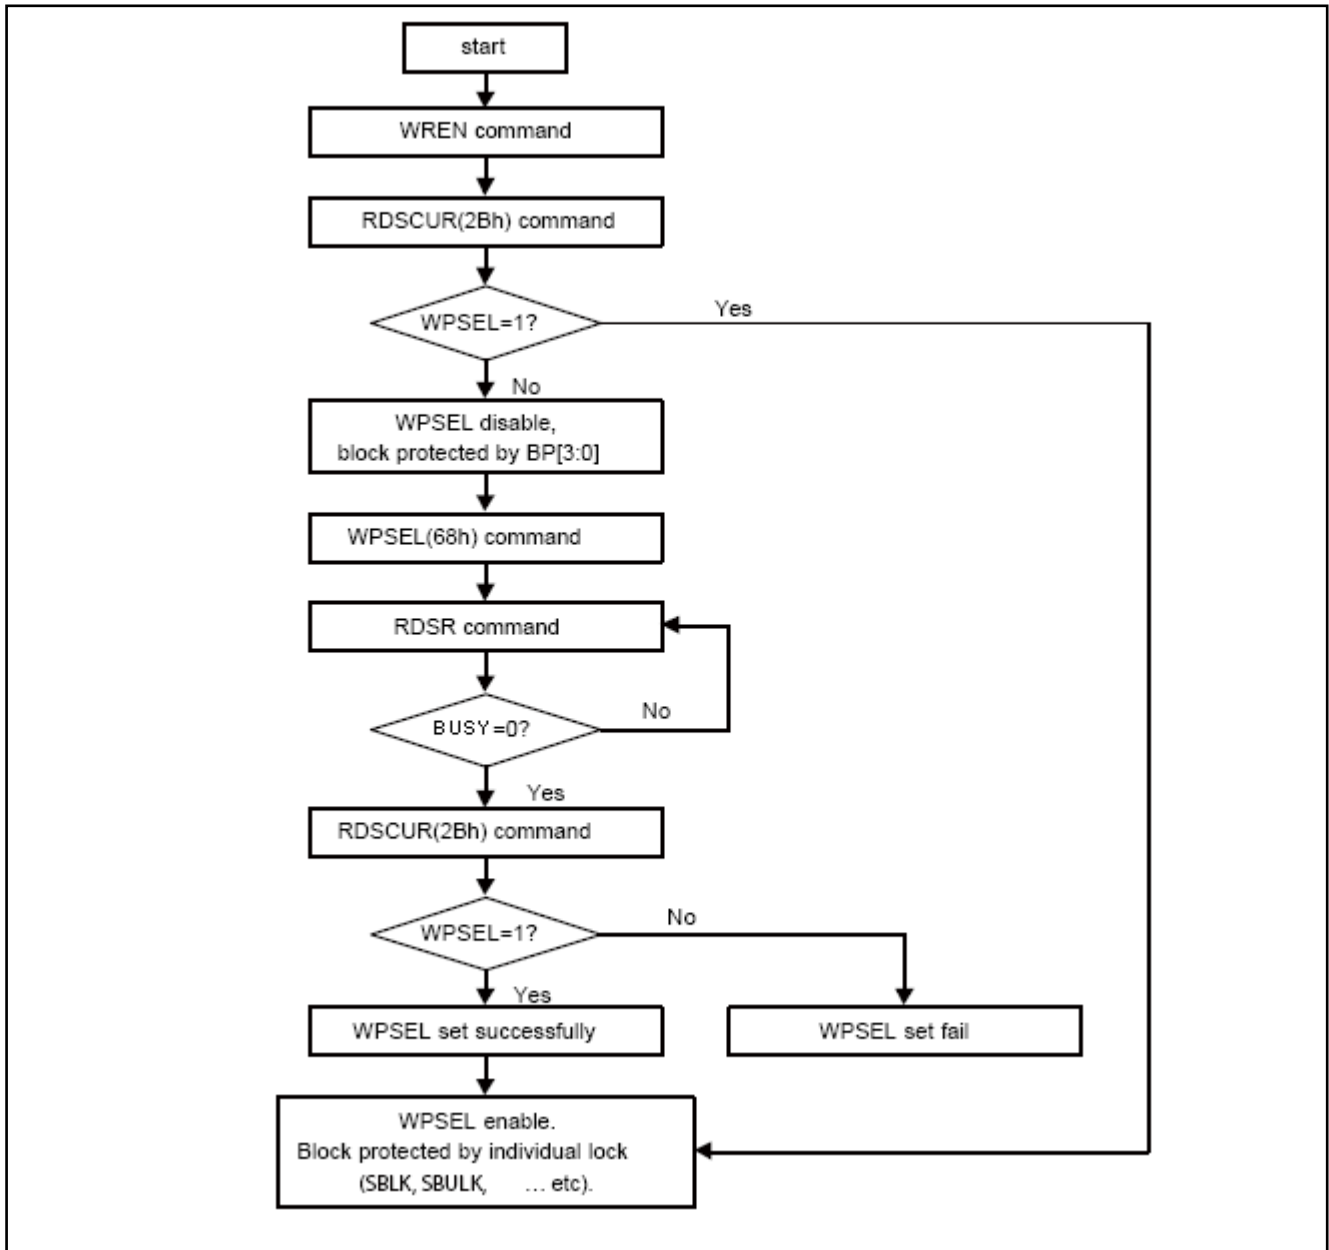 start
WREN command
RDSCUR(2Bh) command
WPSEL=1?
Yes
No
WPSEL disable,
block protected by BP[3:0]
WPSEL(68h) command
RDSR command
BUSY=0?
No
Yes
RDSCUR(2Bh) command
WPSEL=1?
No
Yes
WPSEL set successfully
WPSEL set fail
WPSEL enable.
Block protected by individual lock
(SBLK, SBULK, ... etc).